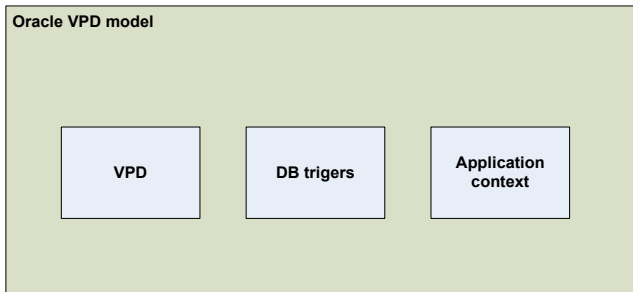 Oracle VPD model
VPD
DB trigers
Application
context